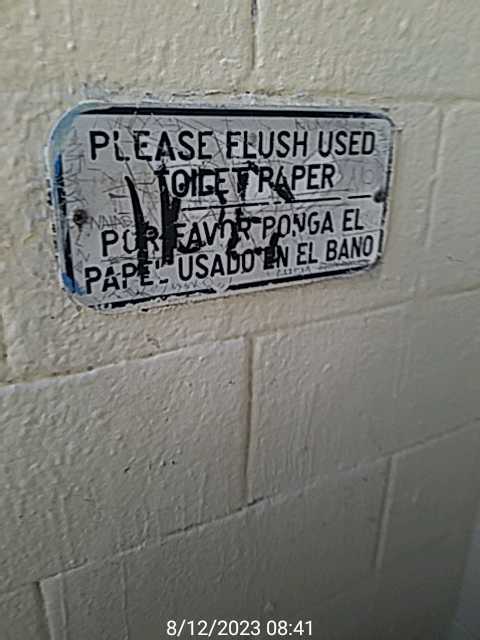 PLEASE FLUSH USED
TOILET PAPER
POR FAVOR PONGA EL
PAPEL USADO EN EL BANO
8/12/2023 08:41